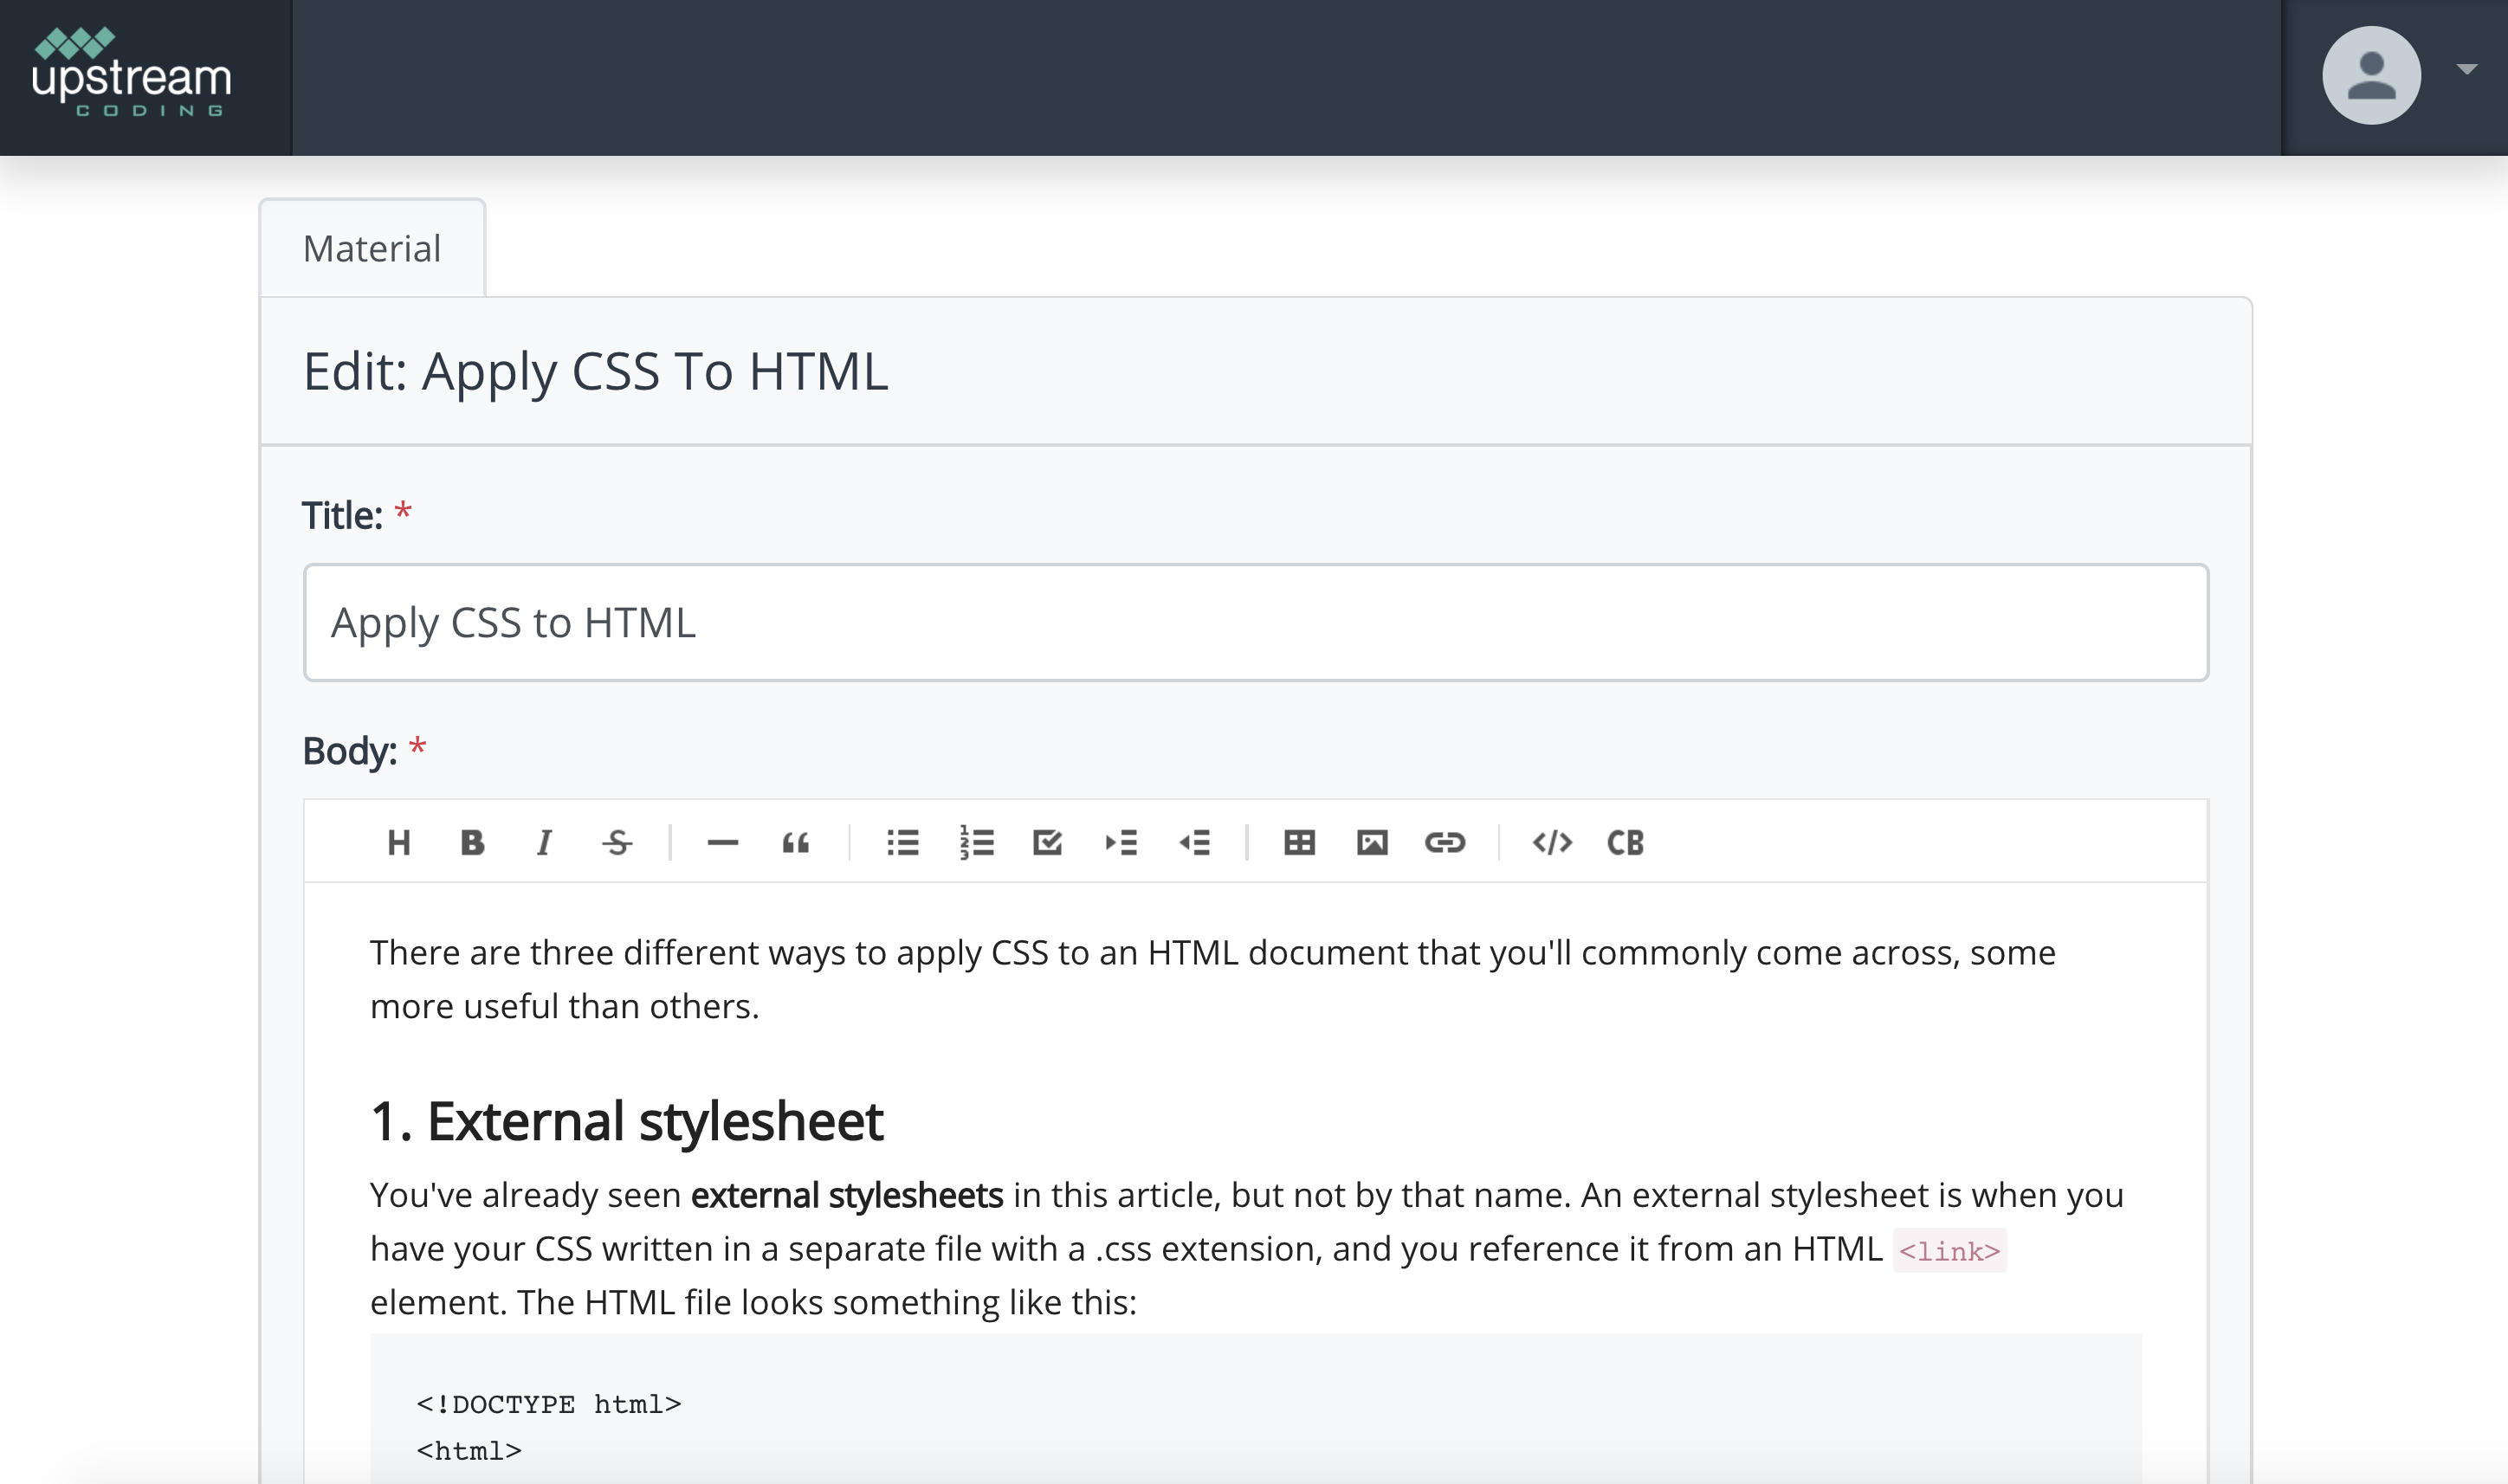 upstream
CODING
Material
Edit: Apply CSS To HTML
Title: *
Apply CSS to HTML
Body: *
H B I S — “ 1 2 3 </> CB
There are three different ways to apply CSS to an HTML document that you'll commonly come across, some
more useful than others.
1. External stylesheet
You've already seen external stylesheets in this article, but not by that name. An external stylesheet is when you
have your CSS written in a separate file with a .css extension, and you reference it from an HTML <link>
element. The HTML file looks something like this:
<!DOCTYPE html>
<html>